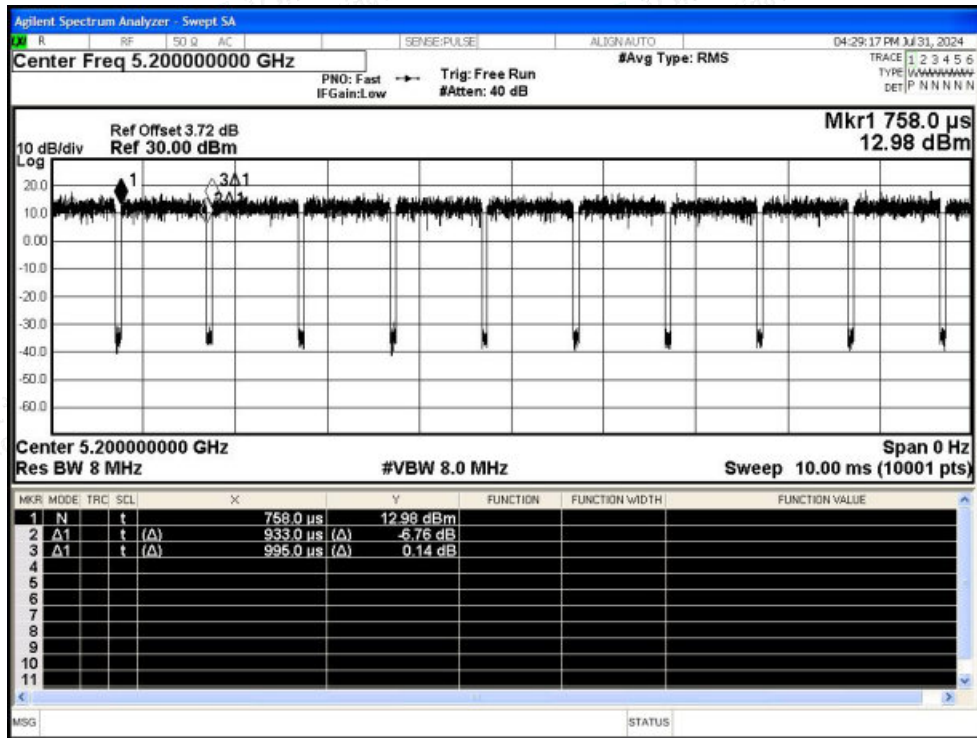 Agilent Spectrum Analyzer - Swept SA
R RF 50 Ω AC SENSE:PULSE ALIGNAUTO 04:29:17 PM Jul 31, 2024
Center Freq 5.200000000 GHz #Avg Type: RMS TRACE 1 2 3 4 5 6
PNO: Fast Trig: Free Run TYPE
IFGain:Low #Atten: 40 dB DET P N N N N N
Mkr1 758.0 µs
Ref Offset 3.72 dB
10 dB/div Ref 30.00 dBm 12.98 dBm
Log
20.0
10.0
0.00
-10.0
-20.0
-30.0
-40.0
-50.0
-60.0
1
3Δ1
2Δ1
Center 5.200000000 GHz Span 0 Hz
Res BW 8 MHz #VBW 8.0 MHz Sweep 10.00 ms (10001 pts)
MKR MODE TRC SCL X Y FUNCTION FUNCTION WIDTH FUNCTION VALUE
1 N t 758.0 µs 12.98 dBm
2 Δ1 t (Δ) 933.0 µs (Δ) -6.76 dB
3 Δ1 t (Δ) 995.0 µs (Δ) 0.14 dB
4
5
6
7
8
9
10
11
MSG STATUS